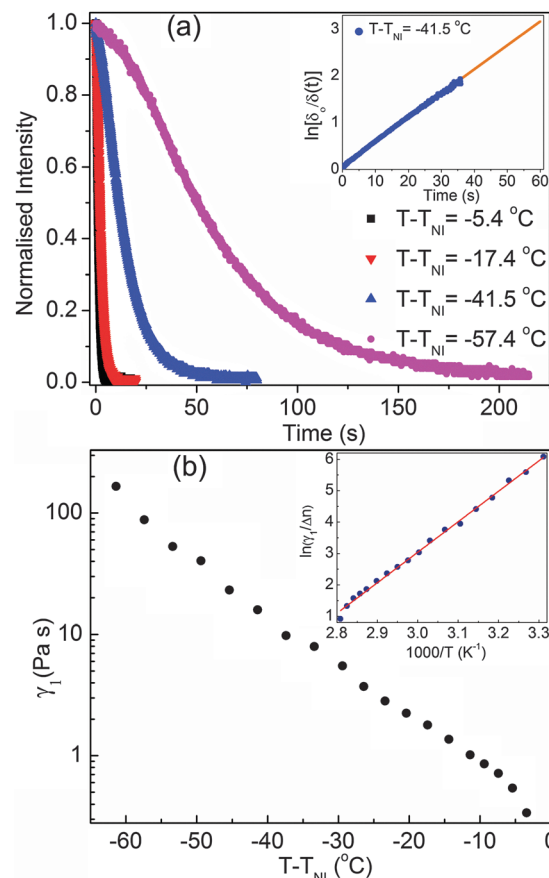 (a)
T-T_NI = -41.5 °C
ln[δ_o/δ(t)]
3
2
1
0
0 10 20 30 40 50 60
Time (s)
Normalised Intensity
1.0
0.8
0.6
0.4
0.2
0.0
T-T_NI= -5.4 °C
T-T_NI= -17.4 °C
T-T_NI= -41.5 °C
T-T_NI= -57.4 °C
0 50 100 150 200
Time (s)
(b)
ln(γ₁/Δn)
6
5
4
3
2
1
2.8 2.9 3.0 3.1 3.2 3.3
1000/T (K⁻¹)
γ₁(Pa s)
100
10
1
-60 -50 -40 -30 -20 -10 0
T-T_NI (°C)